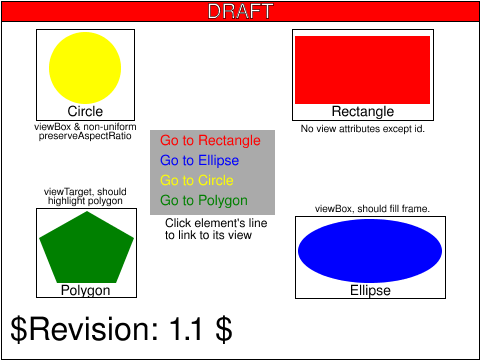 DRAFT
Circle
viewBox & non-uniform
preserveAspectRatio
Rectangle
No view attributes except id.
Go to Rectangle
Go to Ellipse
Go to Circle
Go to Polygon
Click element's line
to link to its view
viewTarget, should
highlight polygon
Polygon
viewBox, should fill frame.
Ellipse
$Revision: 1.1 $